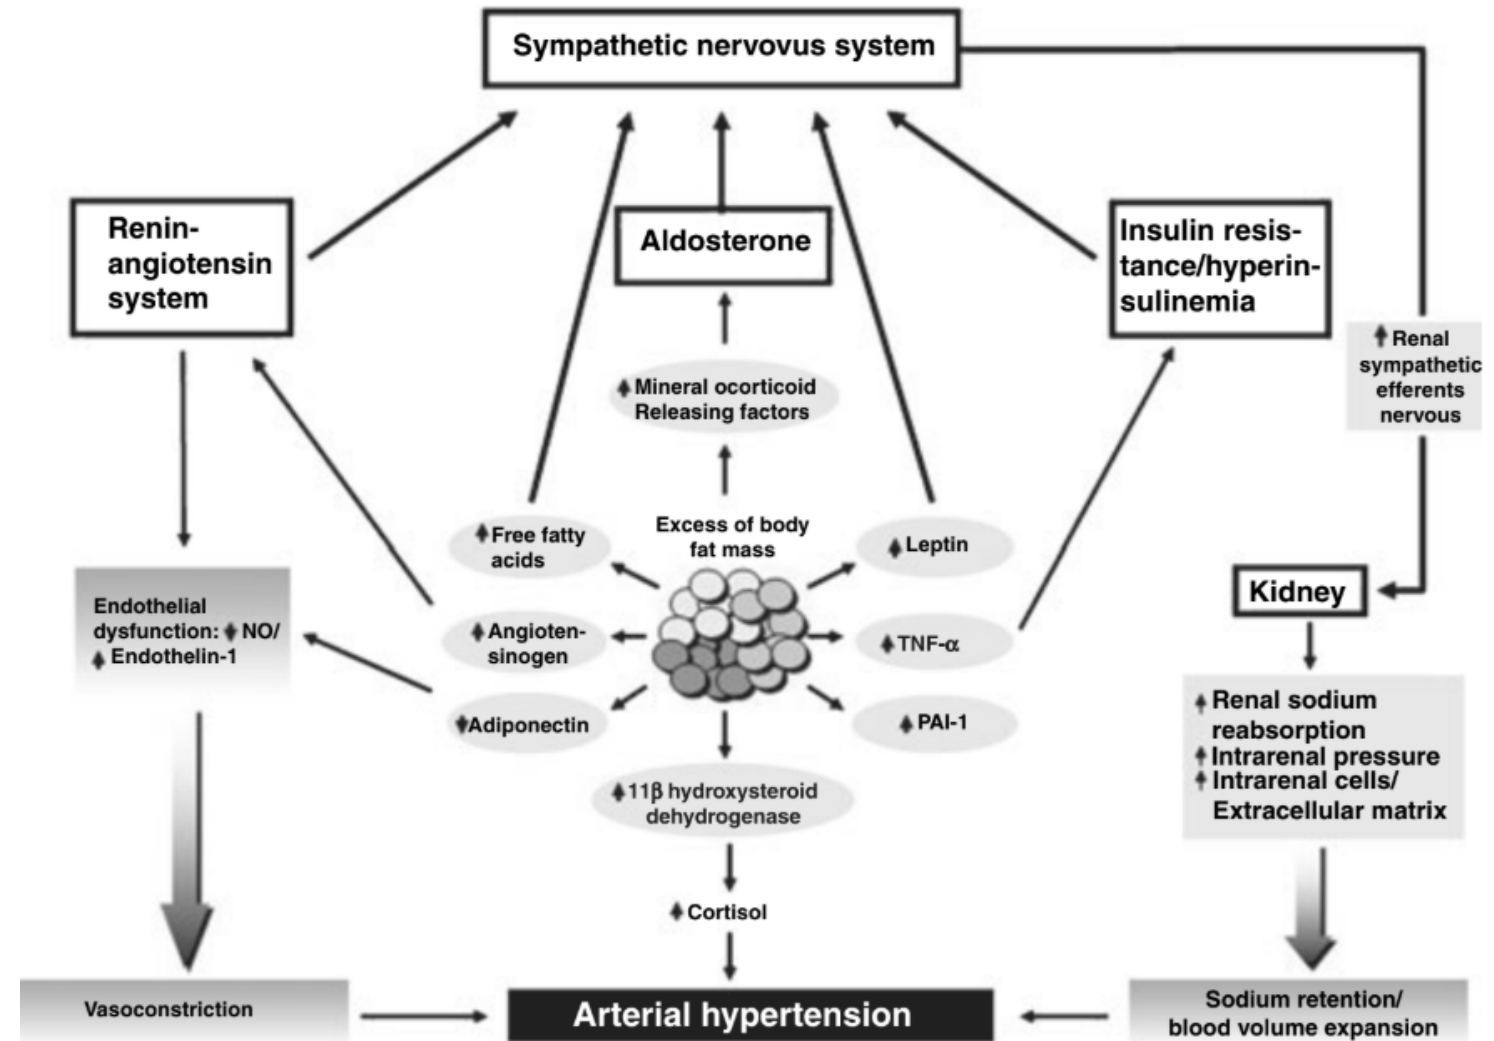 Sympathetic nervovus system
Renin-
angiotensin
system
Aldosterone
Insulin resis-
tance/hyperin-
sulinemia
Renal
sympathetic
efferents
nervous
Mineral ocorticoid
Releasing factors
Excess of body
fat mass
Free fatty
acids
Leptin
Angioten-
sinogen
TNF-α
Adiponectin
PAI-1
Endothelial
dysfunction: NO/
Endothelin-1
Kidney
Renal sodium
reabsorption
Intrarenal pressure
Intrarenal cells/
Extracellular matrix
11β hydroxysteroid
dehydrogenase
Cortisol
Vasoconstriction
Arterial hypertension
Sodium retention/
blood volume expansion